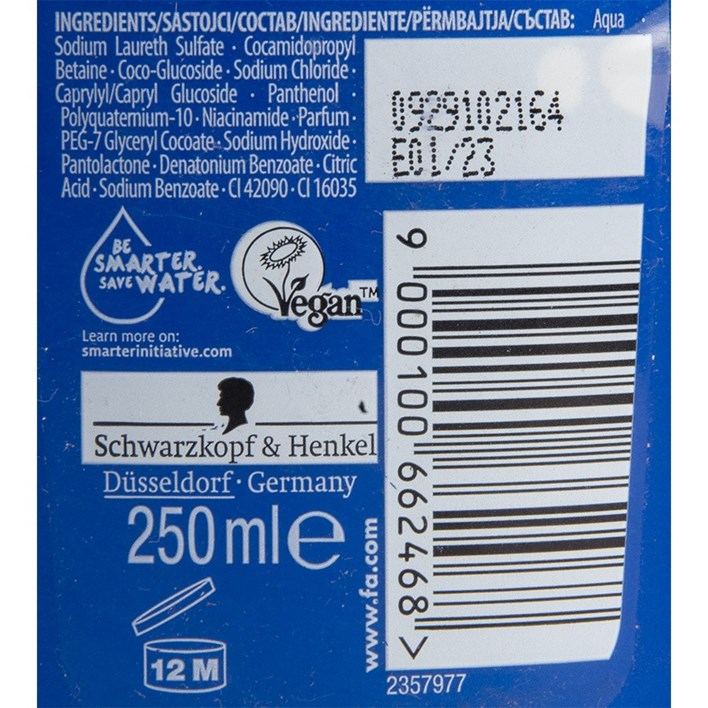 INGREDIENTS/SASTOJCI/СОСТАВ/INGREDIENTE/PËRMBAJTJA/СЪСТАВ: Aqua ·
Sodium Laureth Sulfate · Cocamidopropyl
Betaine · Coco-Glucoside · Sodium Chloride ·
Caprylyl/Capryl Glucoside · Panthenol ·
Polyquaternium-10 · Niacinamide · Parfum ·
PEG-7 Glyceryl Cocoate · Sodium Hydroxide ·
Pantolactone · Denatonium Benzoate · Citric
Acid · Sodium Benzoate · CI 42090 · CI 16035
0929102164
E01/23
BE
SMARTER.
SAVE WATER.
Learn more on:
smarterinitiative.com
Vegan™
Schwarzkopf & Henkel
Düsseldorf · Germany
250 ml e
12 M
www.fa.com
9 000100 662468 >
2357977